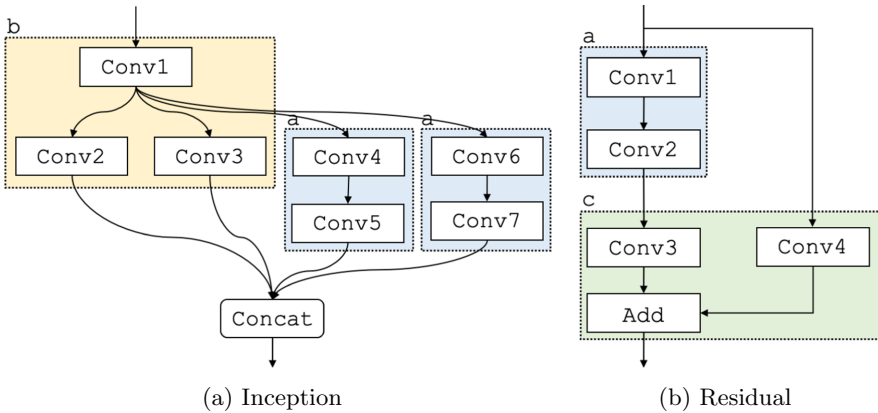 b
Conv1
a
a
Conv2
Conv3
Conv4
Conv6
Conv5
Conv7
Concat
(a) Inception
a
Conv1
Conv2
c
Conv3
Conv4
Add
(b) Residual